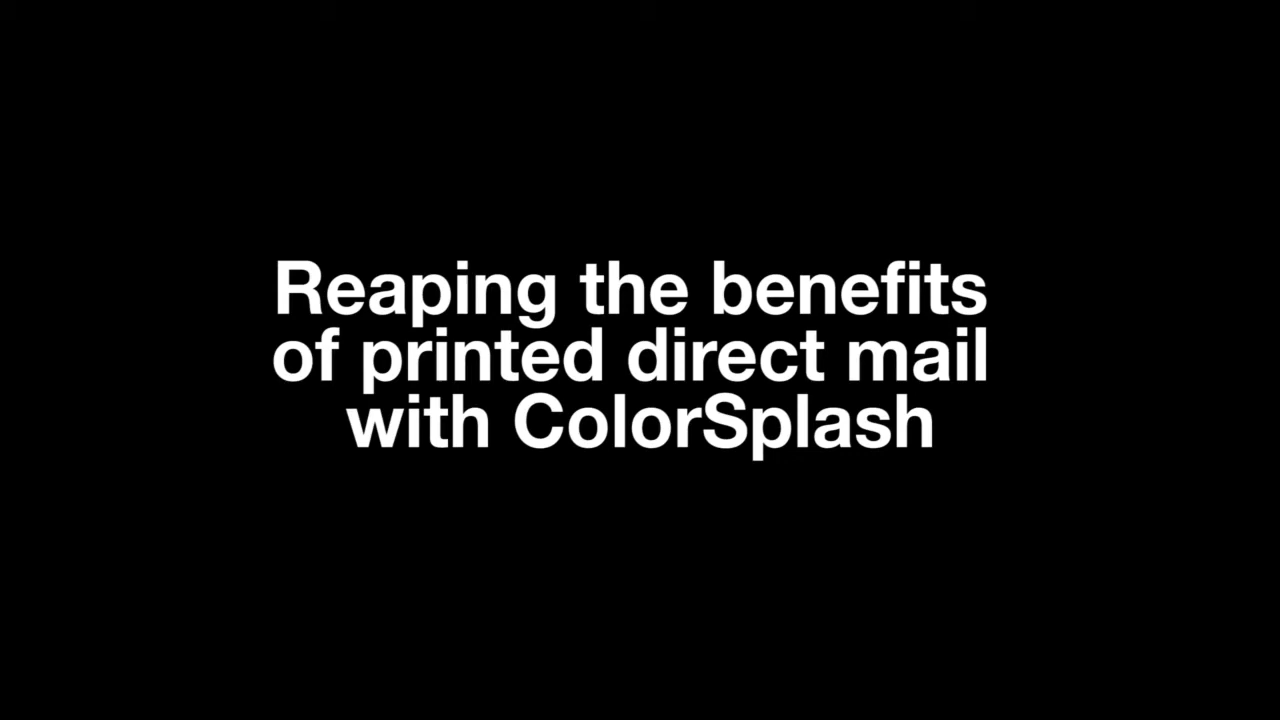 Reaping the benefits
of printed direct mail
with ColorSplash